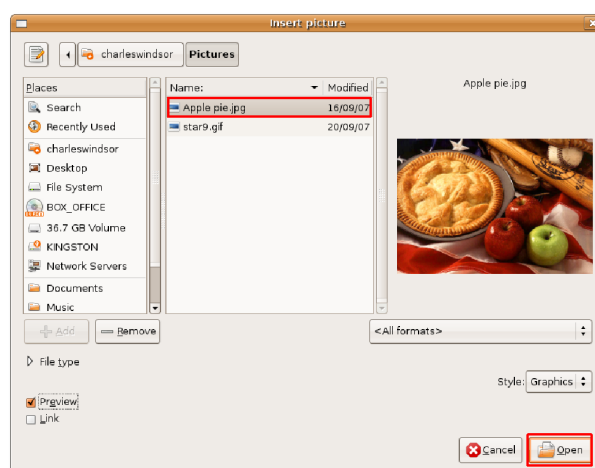 Insert picture
charleswindsor Pictures
Places
Search
Recently Used
charleswindsor
Desktop
File System
BOX_OFFICE
36.7 GB Volume
KINGSTON
Network Servers
Documents
Music
Add Remove
Name: Modified
Apple pie.jpg 16/09/07
star9.gif 20/09/07
Apple pie.jpg
<All formats>
File type
Style: Graphics
Preview
Link
Cancel Open